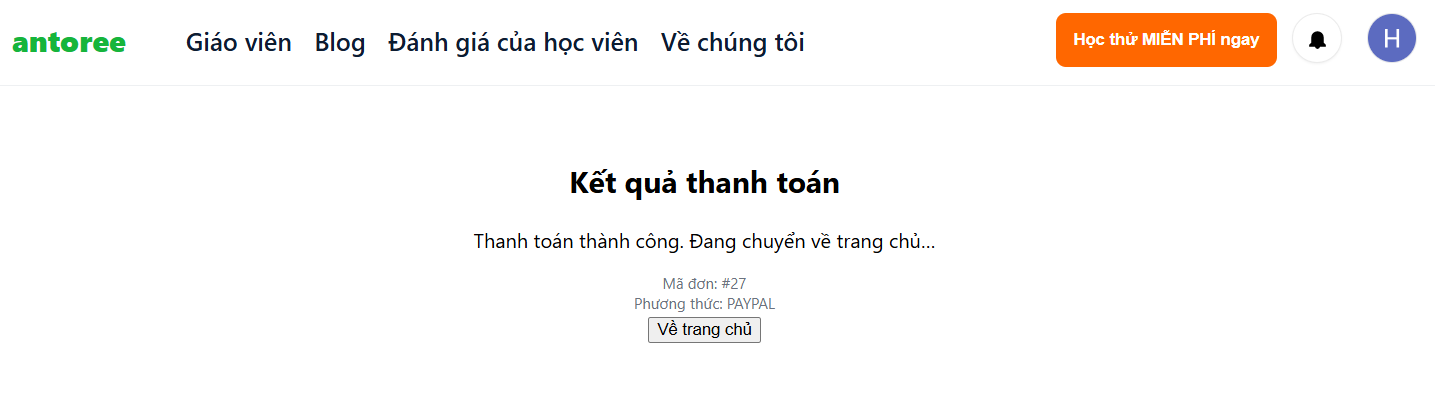 antoree Giáo viên Blog Đánh giá của học viên Về chúng tôi Học thử MIỄN PHÍ ngay H
Kết quả thanh toán
Thanh toán thành công. Đang chuyển về trang chủ...
Mã đơn: #27
Phương thức: PAYPAL
Về trang chủ